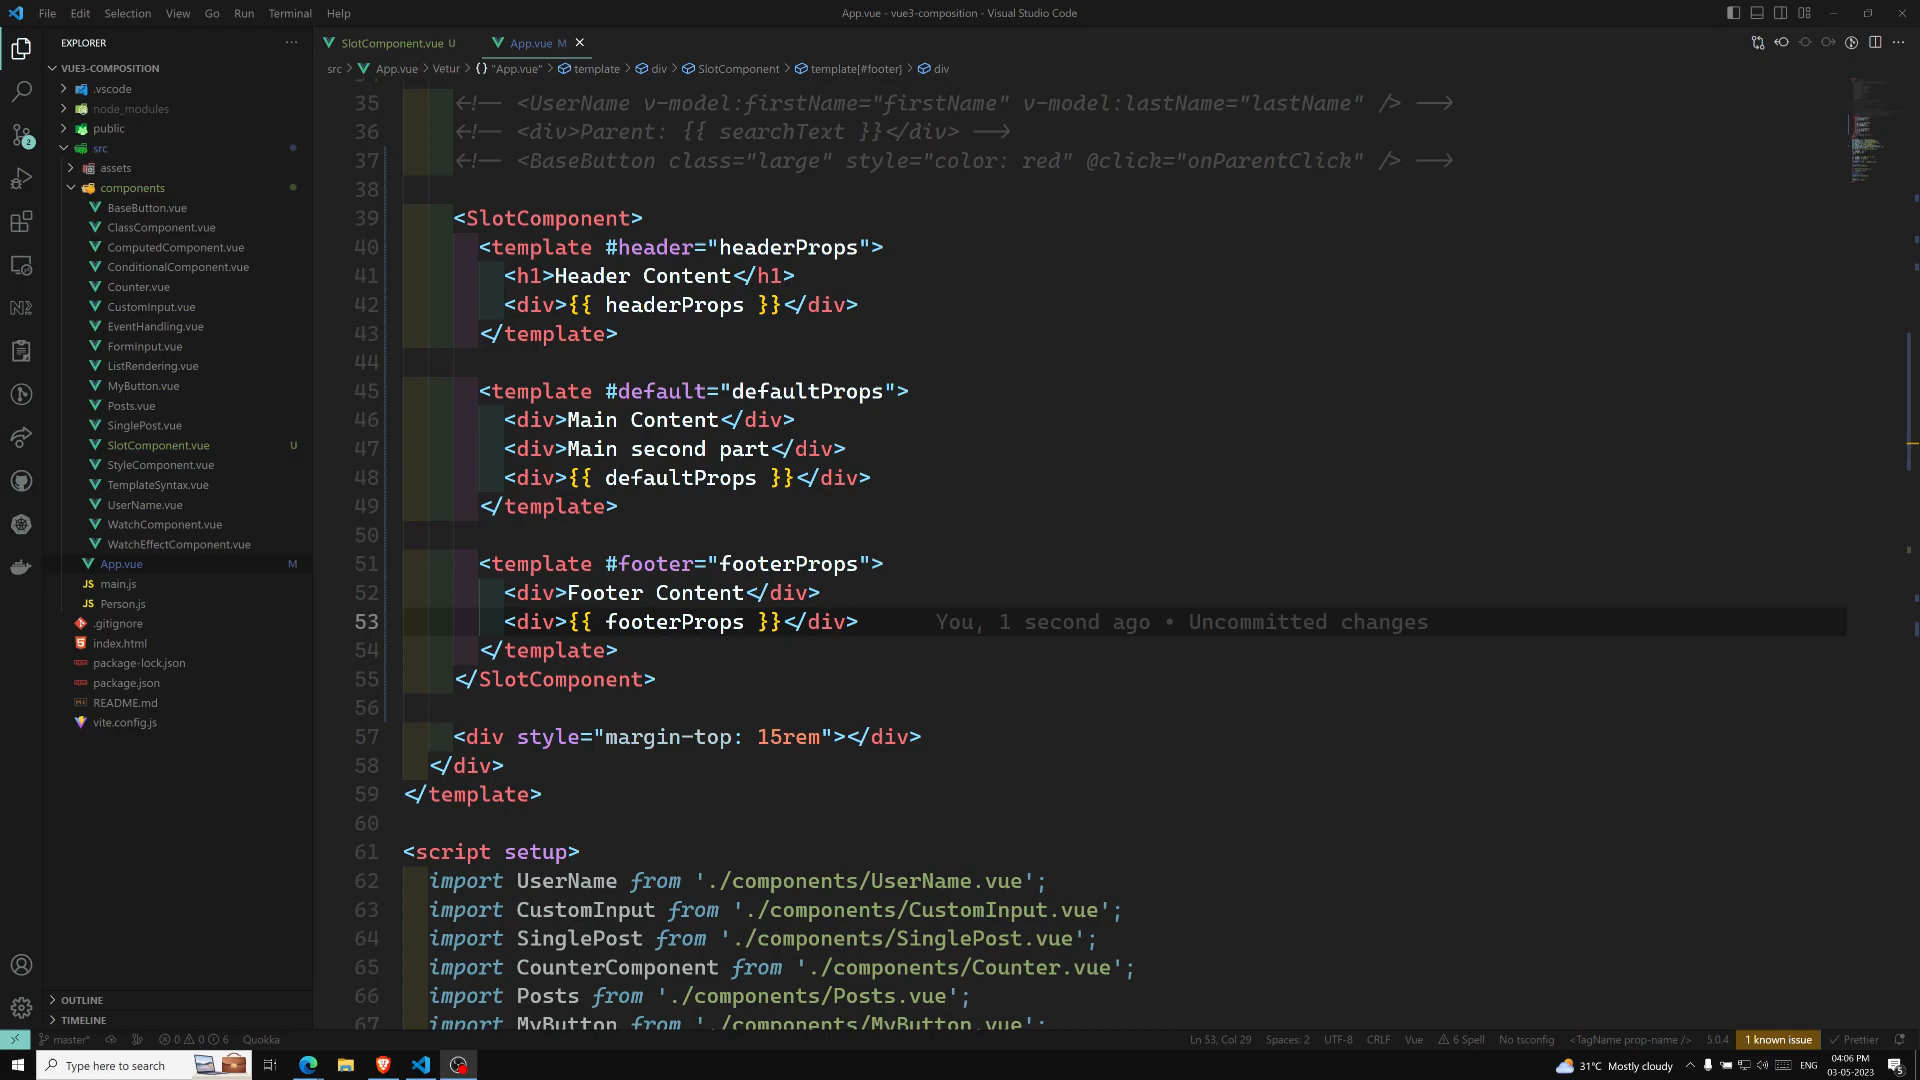 File Edit Selection View Go Run Terminal Help
App.vue - vue3-composition - Visual Studio Code
EXPLORER
VUE3-COMPOSITION
.vscode
node_modules
public
src
assets
components
BaseButton.vue
ClassComponent.vue
ComputedComponent.vue
ConditionalComponent.vue
Counter.vue
CustomInput.vue
EventHandling.vue
FormInput.vue
ListRendering.vue
MyButton.vue
Posts.vue
SinglePost.vue
SlotComponent.vue U
StyleComponent.vue
TemplateSyntax.vue
UserName.vue
WatchComponent.vue
WatchEffectComponent.vue
App.vue M
JS main.js
JS Person.js
.gitignore
index.html
package-lock.json
package.json
README.md
vite.config.js
OUTLINE
TIMELINE
SlotComponent.vue U App.vue M
src > App.vue > Vetur > {} "App.vue" > template > div > SlotComponent > template[#footer] > div
35 <!-- <UserName v-model:firstName="firstName" v-model:lastName="lastName" /> -->
36 <!-- <div>Parent: {{ searchText }}</div> -->
37 <!-- <BaseButton class="large" style="color: red" @click="onParentClick" /> -->
38
39 <SlotComponent>
40 <template #header="headerProps">
41 <h1>Header Content</h1>
42 <div>{{ headerProps }}</div>
43 </template>
44
45 <template #default="defaultProps">
46 <div>Main Content</div>
47 <div>Main second part</div>
48 <div>{{ defaultProps }}</div>
49 </template>
50
51 <template #footer="footerProps">
52 <div>Footer Content</div>
53 <div>{{ footerProps }}</div> You, 1 second ago • Uncommitted changes
54 </template>
55 </SlotComponent>
56
57 <div style="margin-top: 15rem"></div>
58 </div>
59 </template>
60
61 <script setup>
62 import UserName from './components/UserName.vue';
63 import CustomInput from './components/CustomInput.vue';
64 import SinglePost from './components/SinglePost.vue';
65 import CounterComponent from './components/Counter.vue';
66 import Posts from './components/Posts.vue';
67 import MyButton from './components/MyButton.vue';
master* 0 0 6 Quokka
Ln 53, Col 29 Spaces: 2 UTF-8 CRLF Vue 6 Spell No tsconfig <TagName prop-name /> 5.0.4 1 known issue Prettier
Type here to search
31°C Mostly cloudy ENG 04:06 PM
03-05-2023
5